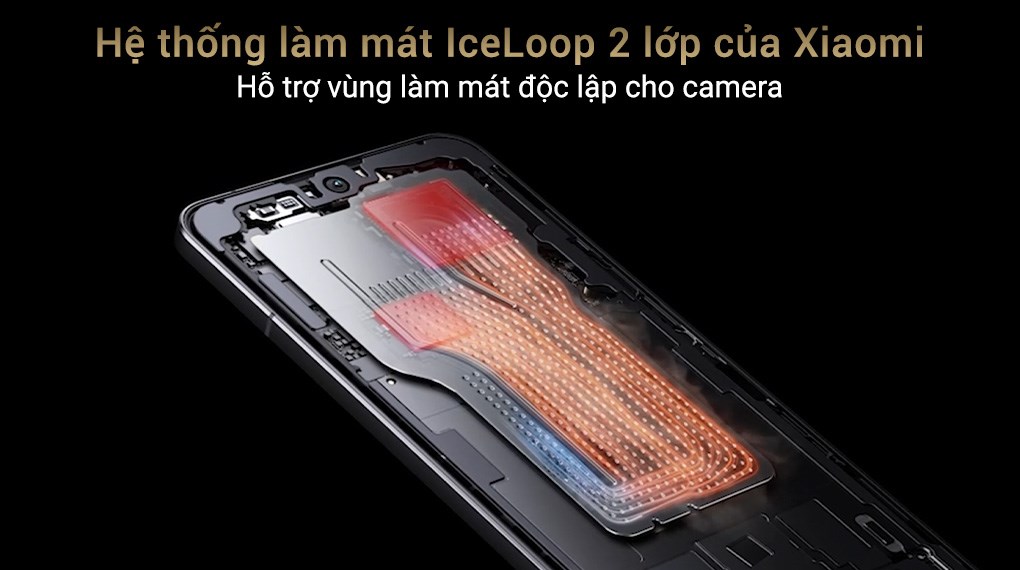 Hệ thống làm mát IceLoop 2 lớp của Xiaomi
Hỗ trợ vùng làm mát độc lập cho camera